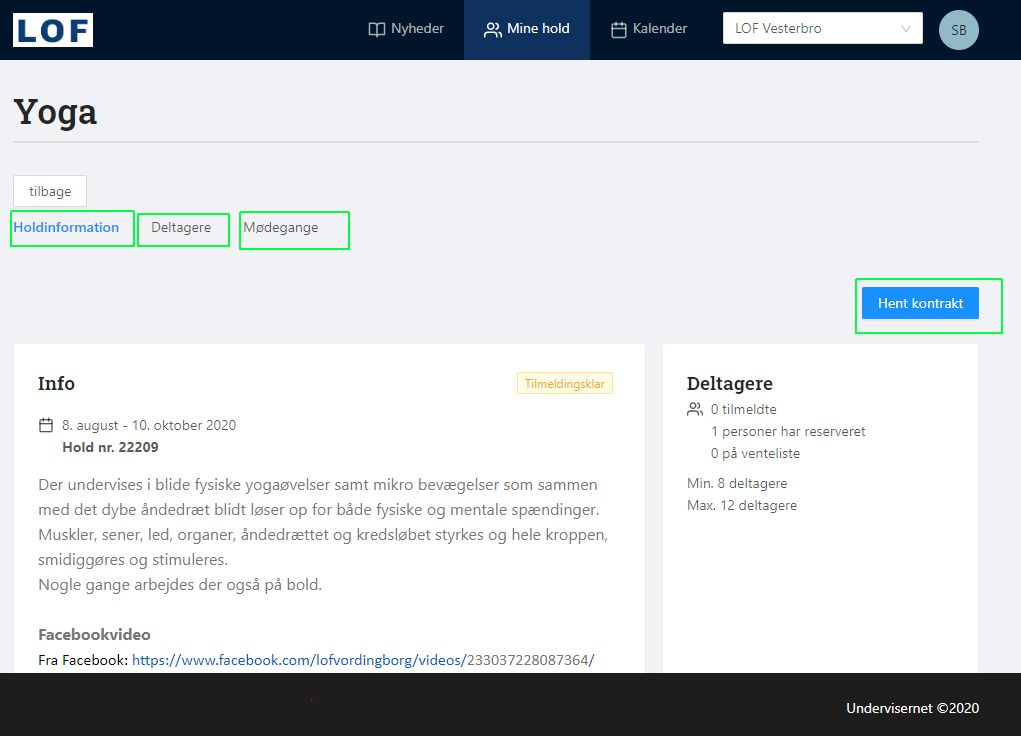 LOF
Nyheder
Mine hold
Kalender
LOF Vesterbro
SB
Yoga
tilbage
Holdinformation
Deltagere
Mødegange
Hent kontrakt
Info
Tilmeldingsklar
8. august - 10. oktober 2020
Hold nr. 22209
Der undervises i blide fysiske yogaøvelser samt mikro bevægelser som sammen
med det dybe åndedræt blidt løser op for både fysiske og mentale spændinger.
Muskler, sener, led, organer, åndedrættet og kredsløbet styrkes og hele kroppen,
smidiggøres og stimuleres.
Nogle gange arbejdes der også på bold.
Facebookvideo
Fra Facebook: https://www.facebook.com/lofvordingborg/videos/233037228087364/
Deltagere
0 tilmeldte
1 personer har reserveret
0 på venteliste
Min. 8 deltagere
Max. 12 deltagere
Undervisernet ©2020